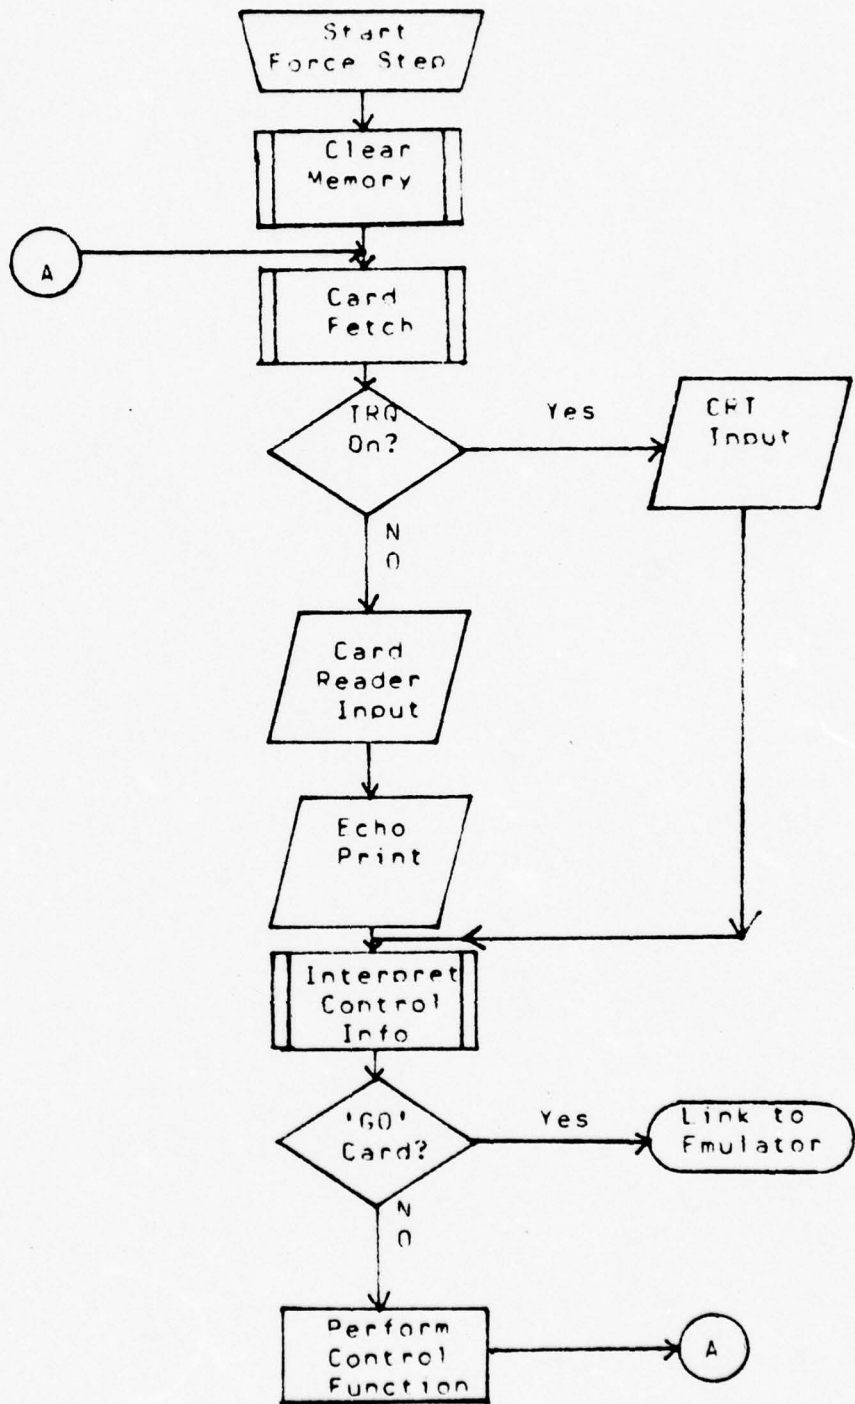 Start
Force Step
Clear
Memory
A
Card
Fetch
IRQ
On?
Yes
CRT
Input
N
O
Card
Reader
Input
Echo
Print
Interpret
Control
Info
'GO'
Card?
Yes
Link to
Emulator
N
O
Perform
Control
Function
A